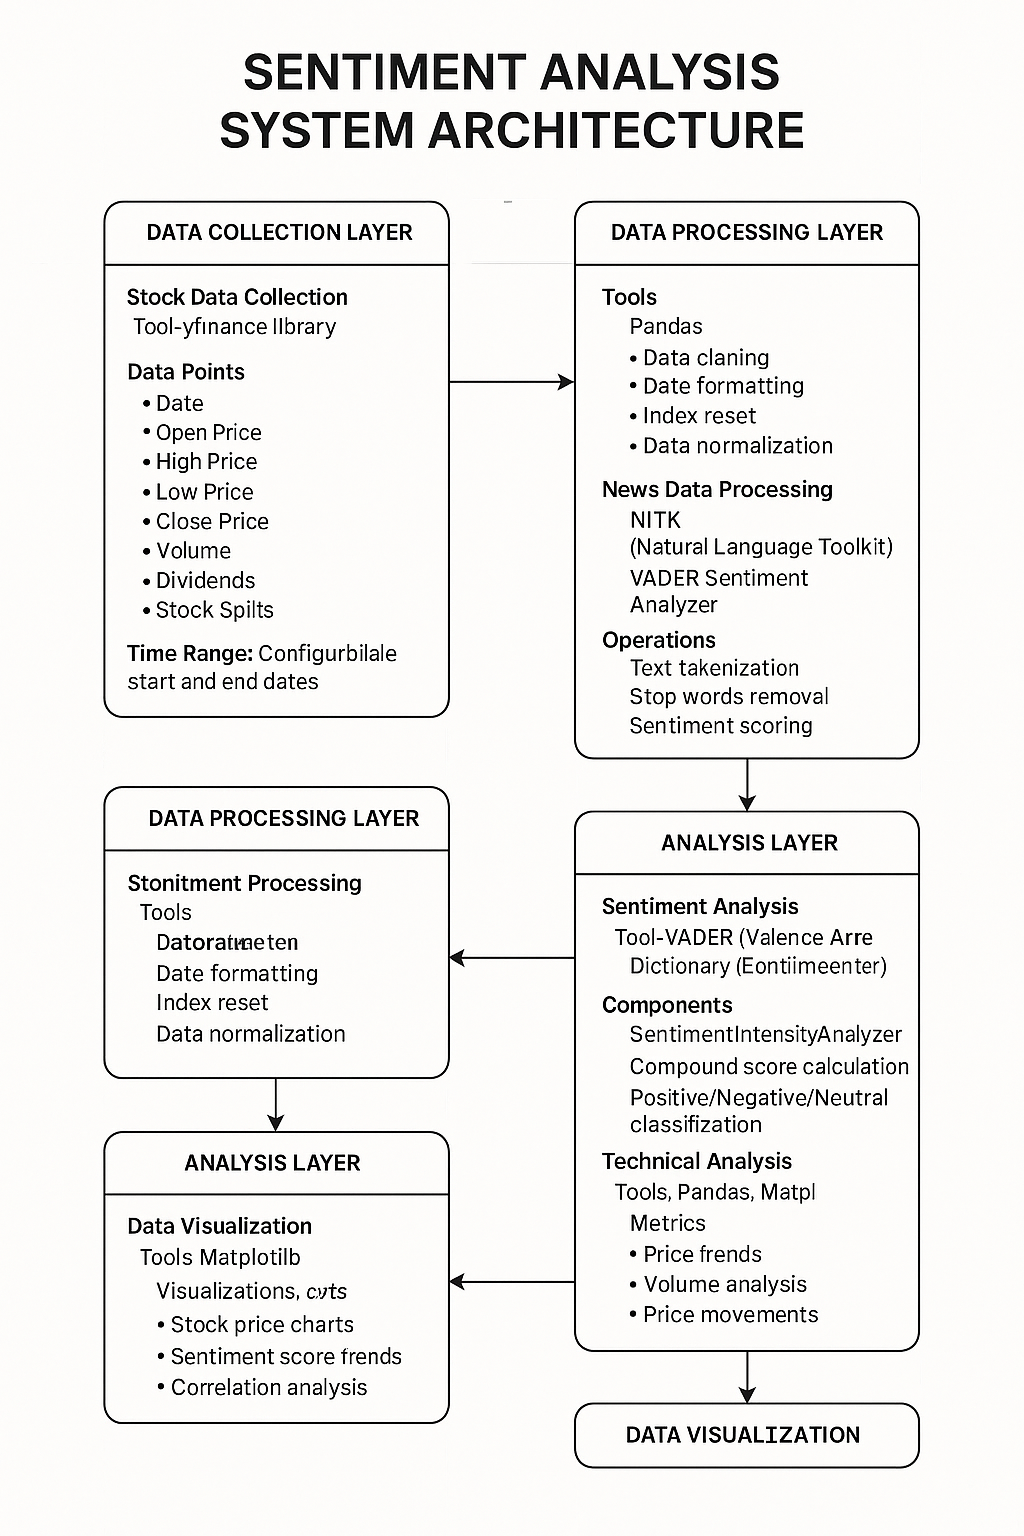 SENTIMENT ANALYSIS
SYSTEM ARCHITECTURE
DATA COLLECTION LAYER
Stock Data Collection
Tool-yfinance lIbrary
Data Points
• Date
• Open Price
• High Price
• Low Price
• Close Price
• Volume
• Dividends
• Stock Spilts
Time Range: Configurbilale
start and end dates
DATA PROCESSING LAYER
Tools
Pandas
• Data claning
• Date formatting
• Index reset
• Data normalization
News Data Processing
NITK
(Natural Language Toolkit)
VADER Sentiment
Analyzer
Operations
Text takenization
Stop words removal
Sentiment scoring
DATA PROCESSING LAYER
Stonitment Processing
Tools
Date formatting
Index reset
Data normalization
ANALYSIS LAYER
Sentiment Analysis
Tool-VADER (Valence Arre
Dictionary (Eontiimeenter)
Components
SentimentIntensityAnalyzer
Compound score calculation
Positive/Negative/Neutral
classifization
Technical Analysis
Tools, Pandas, Matpl
Metrics
• Price frends
• Volume analysis
• Price movements
ANALYSIS LAYER
Data Visualization
Tools Matplotilb
Visualizations,
• Stock price charts
• Sentiment score frends
• Correlation analysis
DATA VISUALIZATION